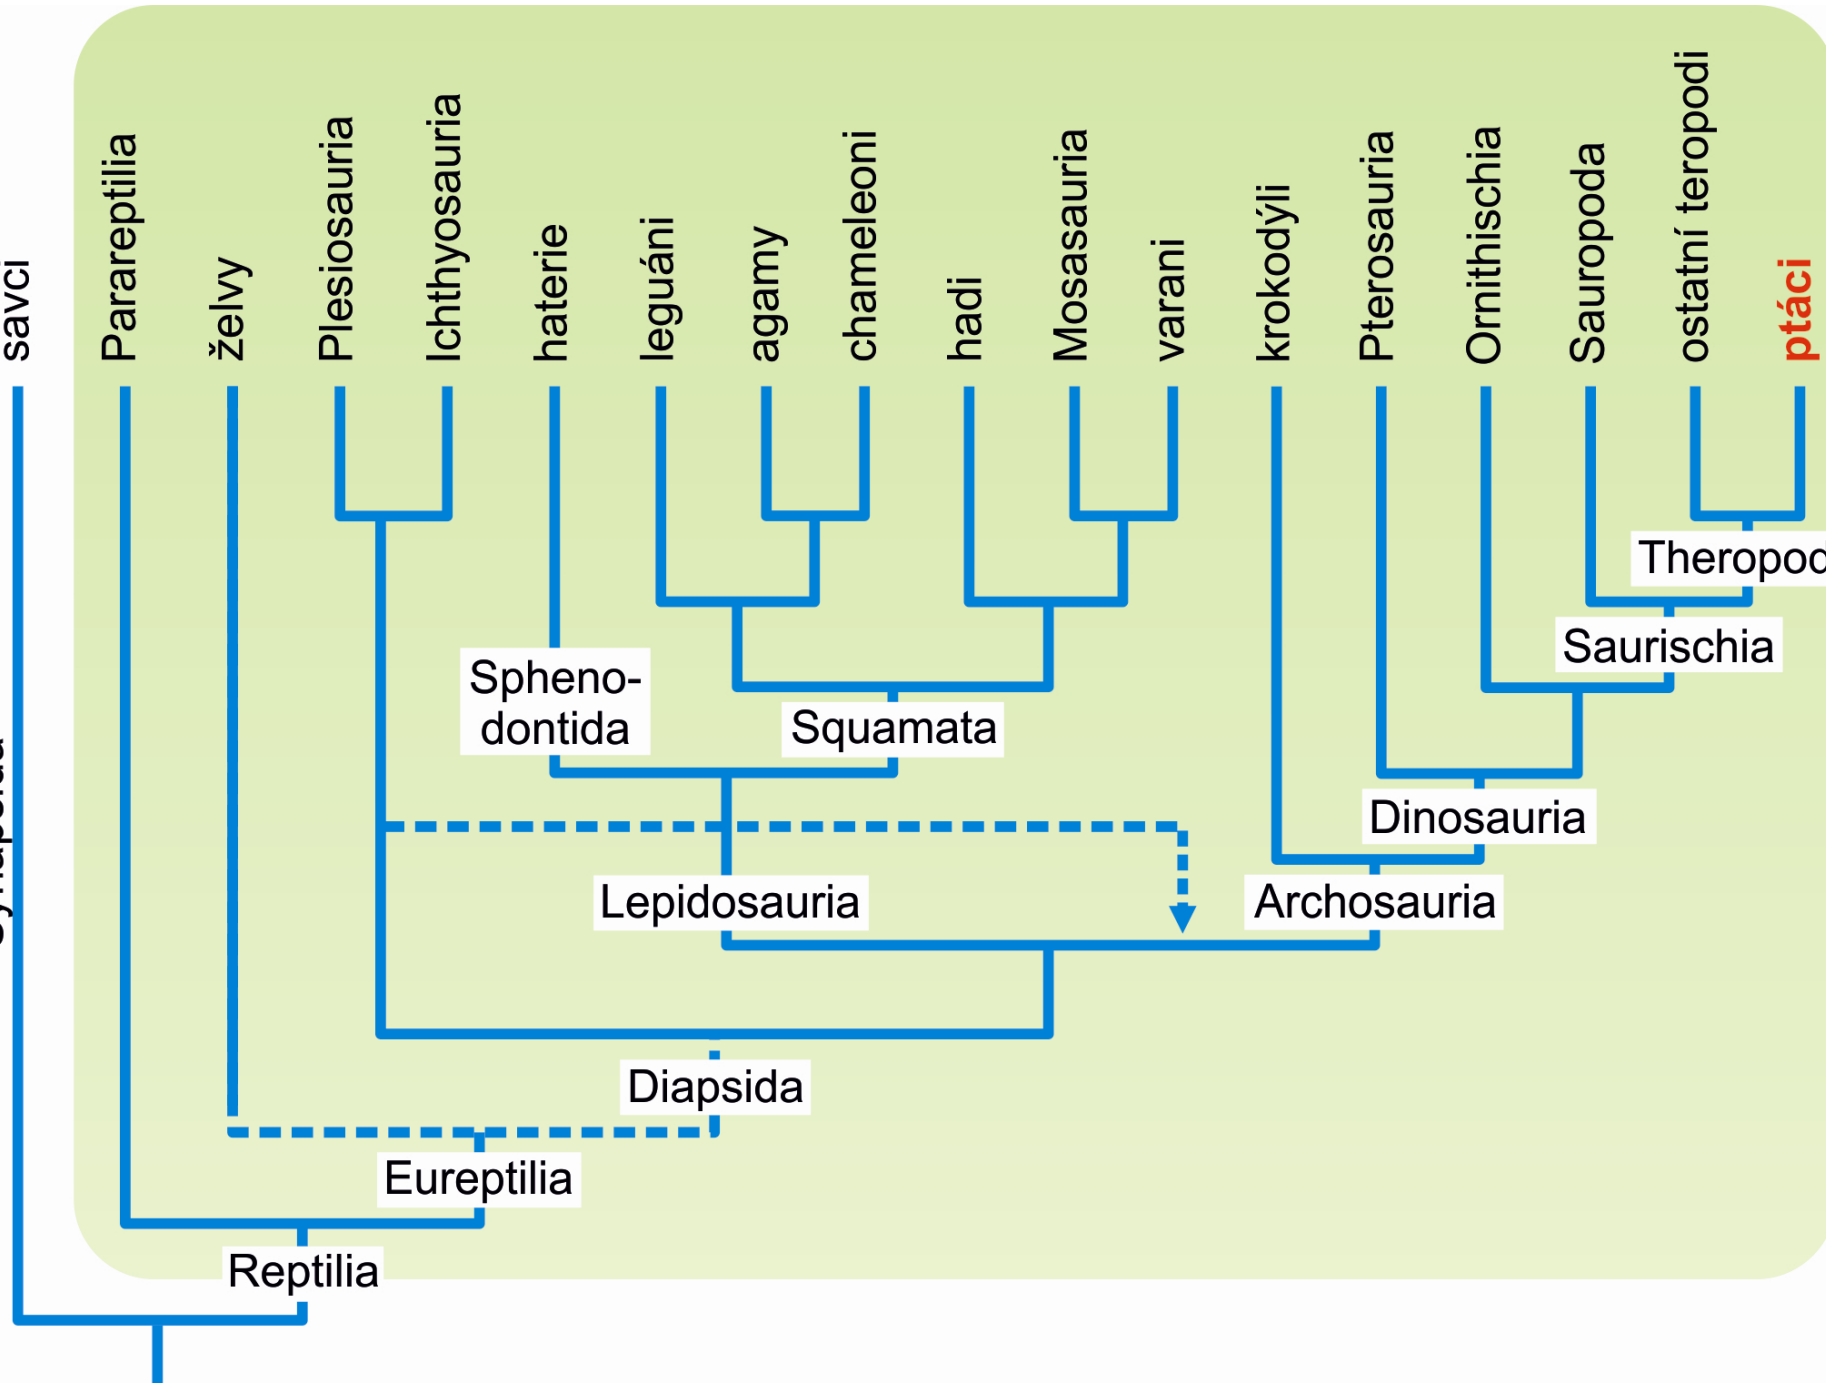 savci
Parareptilia
želvy
Plesiosauria
Ichthyosauria
haterie
leguáni
agamy
chameleoni
hadi
Mosasauria
varani
krokodýli
Pterosauria
Ornithischia
Sauropoda
ostatní teropodi
ptáci
Theropod
Saurischia
Spheno-
dontida
Squamata
Dinosauria
Lepidosauria
Archosauria
Diapsida
Eureptilia
Reptilia